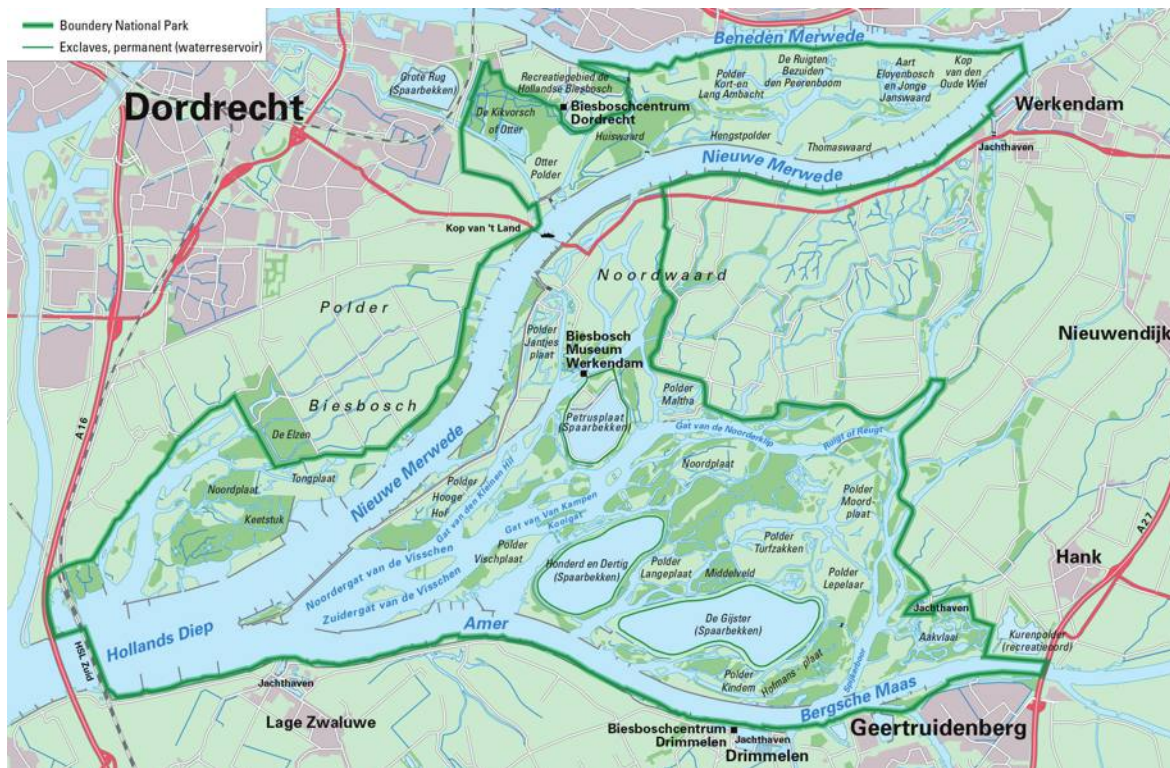 Boundery National Park
Exclaves, permanent (waterreservoir)
Beneden Merwede
Grote Rug
(Spaarbekken)
Recreatiegebied de
Hollandse Biesbosch
De Ruigten
Bezuiden
den Peerenboom
Polder
Kort-en
Lang Ambacht
Aart
Eloyenbosch
en Jonge
Janswaard
Kop
van den
Oude Wiel
Dordrecht
De Kikvorsch
of Otter
Biesboschcentrum
Dordrecht
Werkendam
Huiswaard
Hengstpolder
Thomaswaard
Jachthaven
Otter
Polder
Nieuwe Merwede
Kop van 't Land
Noordwaard
Polder
Biesbosch
Polder
Jantjes
plaat
Biesbosch
Museum
Werkendam
Nieuwendijk
Polder
Maltha
Petrusplaat
(Spaarbekken)
Gat van de Noorderklip
Ruigt of Reugt
A16
De Elzen
Tongplaat
Noordplaat
Keetstuk
Nieuwe Merwede
Polder
Hooge
Hof
Gat van den Kleinen Hil
Noordplaat
Polder
Moord-
plaat
Gat van Van Kampen
Kooigat
A27
Polder
Turfzakken
Hank
Noordergat van de Visschen
Zuidergat van de Visschen
Polder
Vischplaat
Honderd en Dertig
(Spaarbekken)
Polder
Langeplaat
Middelveld
Polder
Lepelaar
Jachthaven
Hollands Diep
Amer
De Gijster
(Spaarbekken)
Aakvlaai
Kurenpolder
(recreatieoord)
HSL Zuid
Jachthaven
Lage Zwaluwe
Polder
Kindem
Hofmans plaat
Spijkerboor
Bergsche Maas
Biesboschcentrum
Drimmelen
Jachthaven
Drimmelen
Geertruidenberg